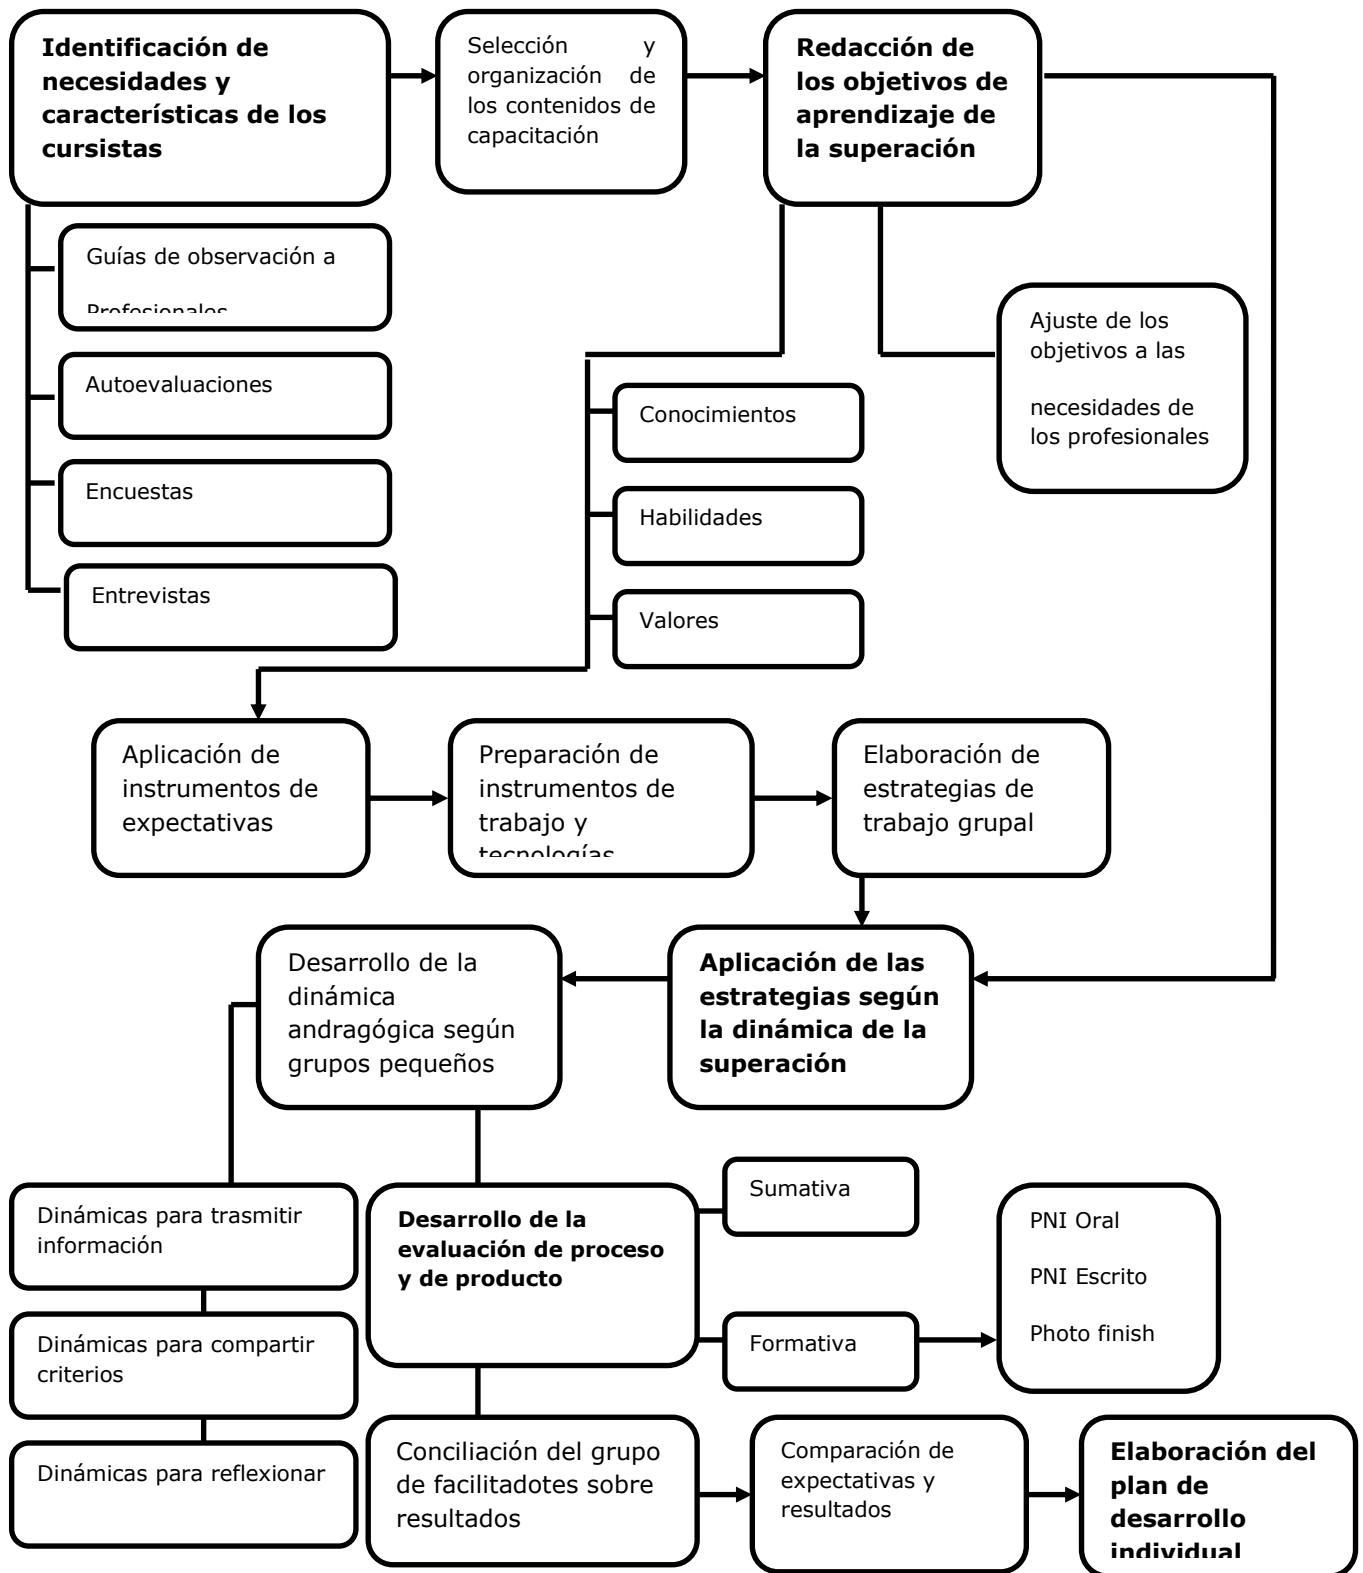 Identificación de
necesidades y
características de los
cursistas
Selección y
organización de
los contenidos de
capacitación
Redacción de
los objetivos de
aprendizaje de
la superación
Guías de observación a
Profesionales
Autoevaluaciones
Encuestas
Entrevistas
Ajuste de los
objetivos a las
necesidades de
los profesionales
Conocimientos
Habilidades
Valores
Aplicación de
instrumentos de
expectativas
Preparación de
instrumentos de
trabajo y
tecnologías
Elaboración de
estrategias de
trabajo grupal
Desarrollo de la
dinámica
andragógica según
grupos pequeños
Aplicación de las
estrategias según
la dinámica de la
superación
Dinámicas para trasmitir
información
Dinámicas para compartir
criterios
Dinámicas para reflexionar
Desarrollo de la
evaluación de proceso
y de producto
Sumativa
Formativa
PNI Oral
PNI Escrito
Photo finish
Conciliación del grupo
de facilitadotes sobre
resultados
Comparación de
expectativas y
resultados
Elaboración del
plan de
desarrollo
individual